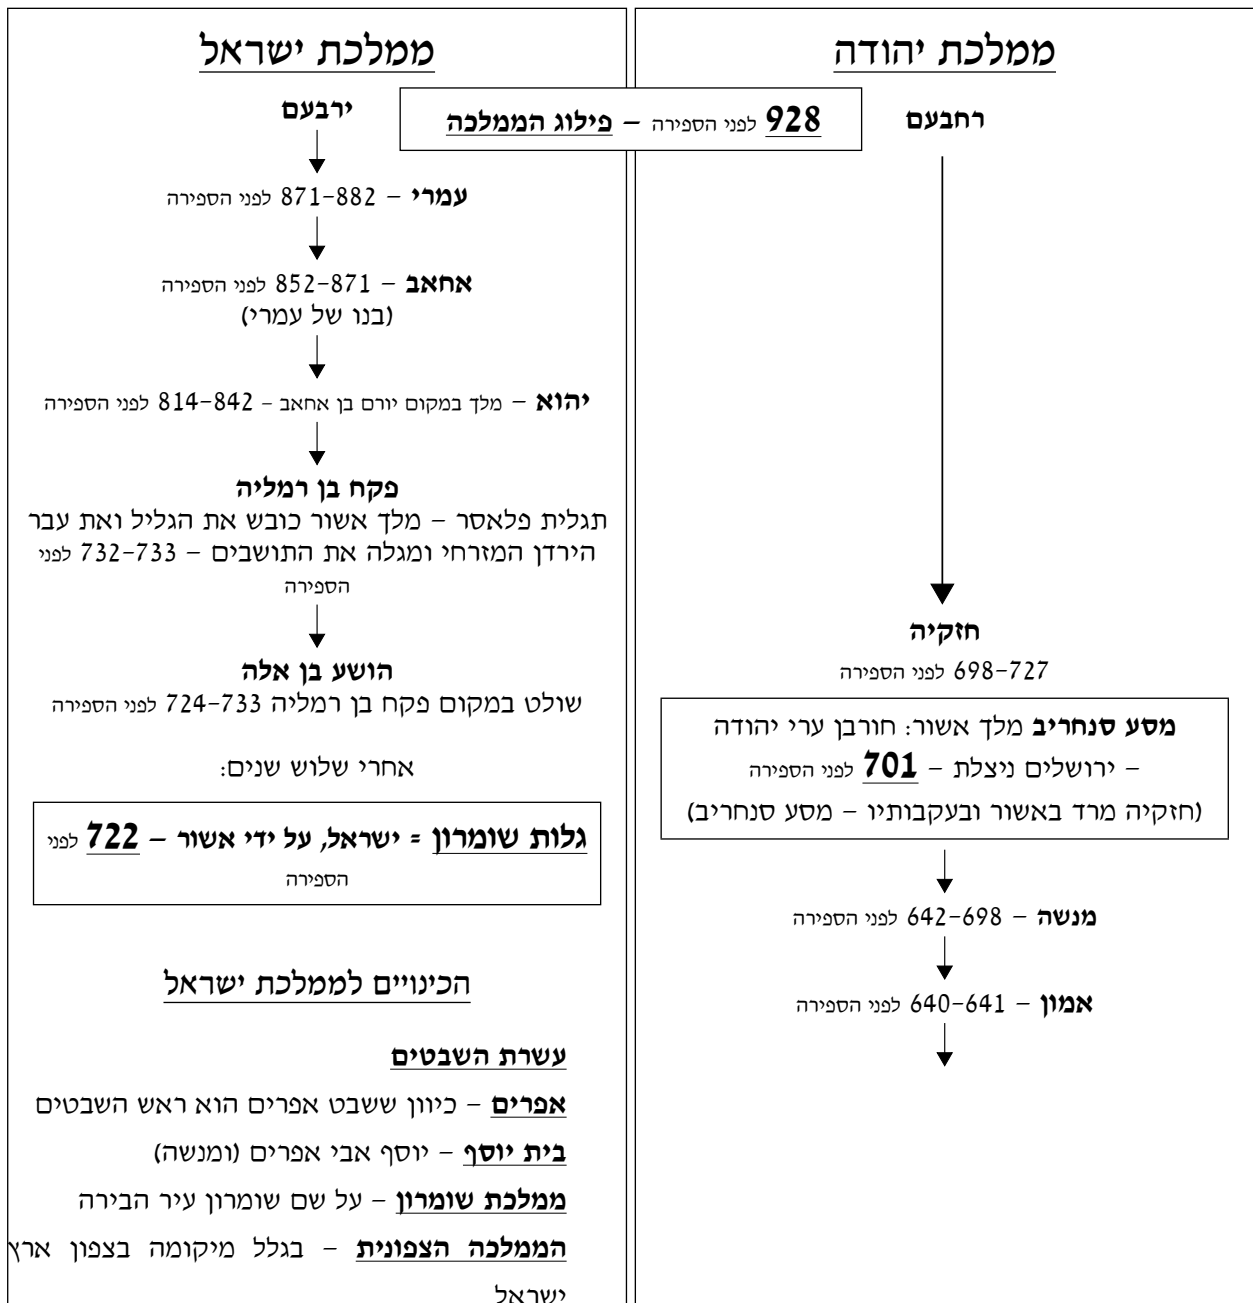 ממלכת יהודה
רחבעם
928 לפני הספירה – פילוג הממלכה
חזקיה
698-727 לפני הספירה
מסע סנחריב מלך אשור: חורבן ערי יהודה
– ירושלים ניצלת – 701 לפני הספירה
(חזקיה מרד באשור ובעקבותיו – מסע סנחריב)
מנשה – 642-698 לפני הספירה
אמון – 640-641 לפני הספירה
ממלכת ישראל
ירבעם
עמרי – 871-882 לפני הספירה
אחאב – 852-871 לפני הספירה
(בנו של עמרי)
יהוא – מלך במקום יורם בן אחאב – 814-842 לפני הספירה
פקח בן רמליה
תגלית פלאסר – מלך אשור כובש את הגליל ואת עבר
הירדן המזרחי ומגלה את התושבים – 732-733 לפני
הספירה
הושע בן אלה
שולט במקום פקח בן רמליה 724-733 לפני הספירה
אחרי שלוש שנים:
גלות שומרון = ישראל, על ידי אשור – 722 לפני
הספירה
הכינויים לממלכת ישראל
עשרת השבטים
אפרים – כיוון ששבט אפרים הוא ראש השבטים
בית יוסף – יוסף אבי אפרים (ומנשה)
ממלכת שומרון – על שם שומרון עיר הבירה
הממלכה הצפונית – בגלל מיקומה בצפון ארץ
ישראל